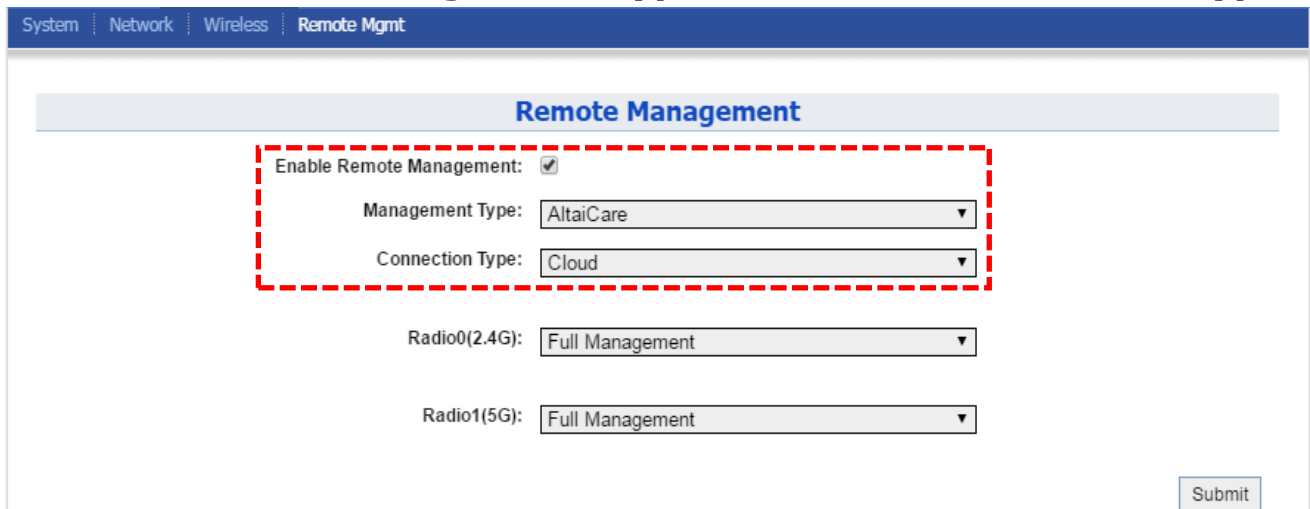 System Network Wireless Remote Mgmt
Remote Management
Enable Remote Management:
Management Type: AltaiCare
Connection Type: Cloud
Radio0(2.4G): Full Management
Radio1(5G): Full Management
Submit